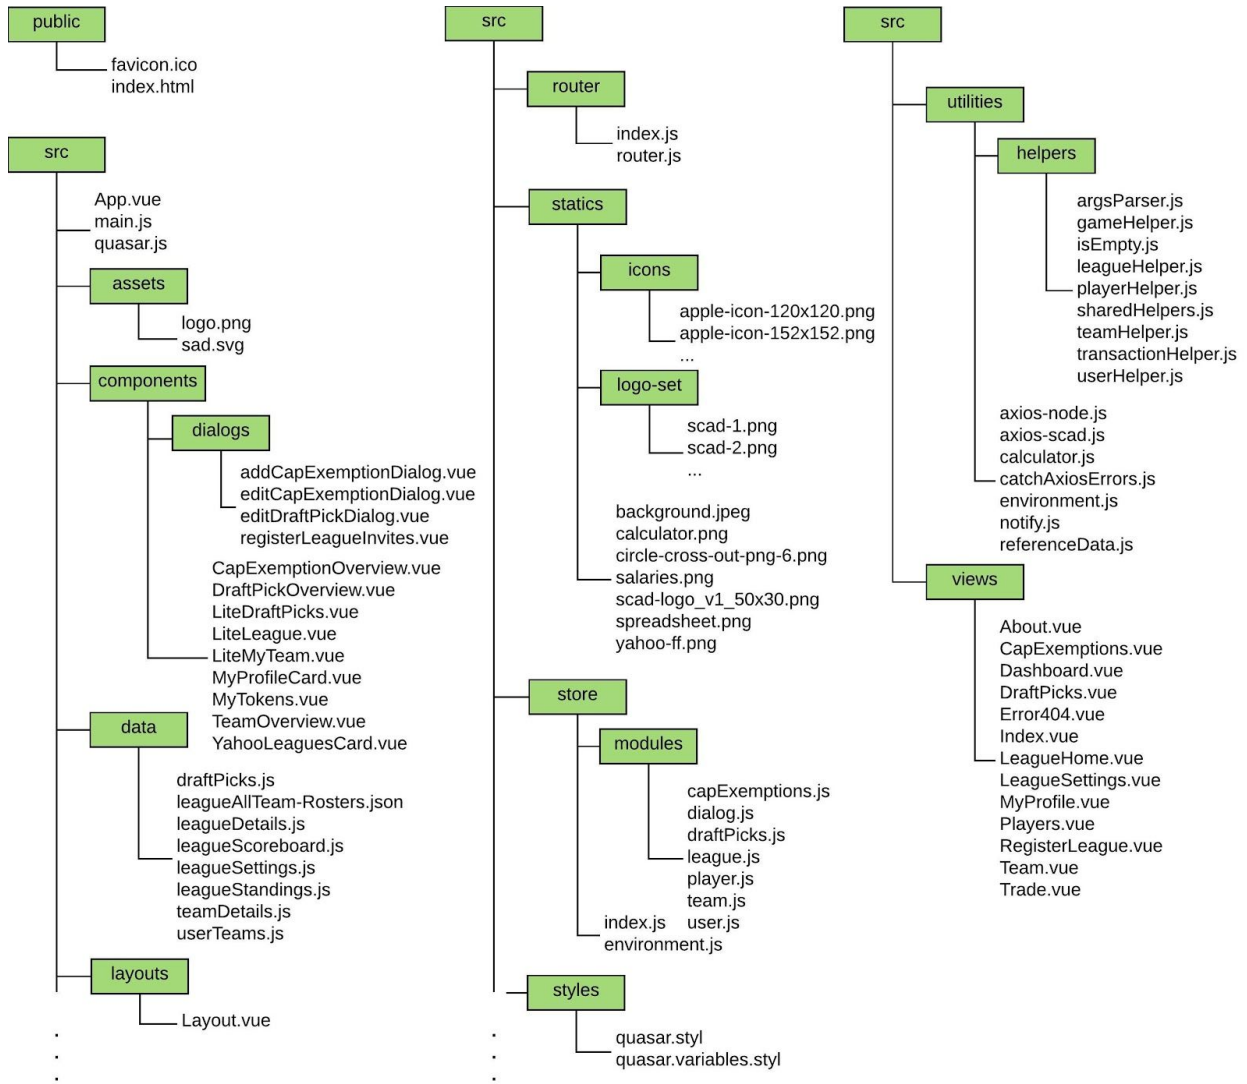 public
favicon.ico
index.html
src
App.vue
main.js
quasar.js
assets
logo.png
sad.svg
components
dialogs
addCapExemptionDialog.vue
editCapExemptionDialog.vue
editDraftPickDialog.vue
registerLeagueInvites.vue
CapExemptionOverview.vue
DraftPickOverview.vue
LiteDraftPicks.vue
LiteLeague.vue
LiteMyTeam.vue
MyProfileCard.vue
MyTokens.vue
TeamOverview.vue
YahooLeaguesCard.vue
data
draftPicks.js
leagueAllTeam-Rosters.json
leagueDetails.js
leagueScoreboard.js
leagueSettings.js
leagueStandings.js
teamDetails.js
userTeams.js
layouts
Layout.vue
.
.
.
src
router
index.js
router.js
statics
icons
apple-icon-120x120.png
apple-icon-152x152.png
...
logo-set
scad-1.png
scad-2.png
...
background.jpeg
calculator.png
circle-cross-out-png-6.png
salaries.png
scad-logo_v1_50x30.png
spreadsheet.png
yahoo-ff.png
store
modules
capExemptions.js
dialog.js
draftPicks.js
league.js
player.js
team.js
user.js
index.js
environment.js
styles
quasar.styl
quasar.variables.styl
.
.
.
src
utilities
helpers
argsParser.js
gameHelper.js
isEmpty.js
leagueHelper.js
playerHelper.js
sharedHelpers.js
teamHelper.js
transactionHelper.js
userHelper.js
axios-node.js
axios-scad.js
calculator.js
catchAxiosErrors.js
environment.js
notify.js
referenceData.js
views
About.vue
CapExemptions.vue
Dashboard.vue
DraftPicks.vue
Error404.vue
Index.vue
LeagueHome.vue
LeagueSettings.vue
MyProfile.vue
Players.vue
RegisterLeague.vue
Team.vue
Trade.vue